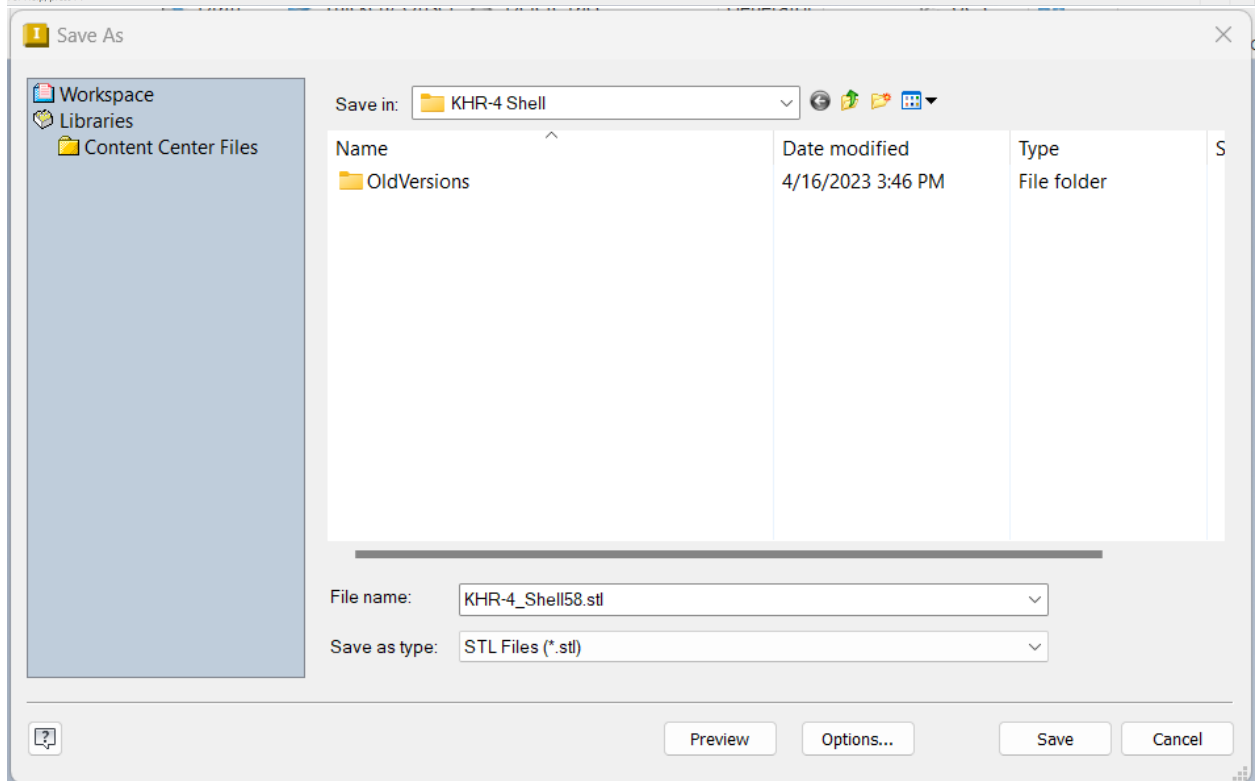 Save As
Workspace
Libraries
Content Center Files
Save in: KHR-4 Shell
Name Date modified Type S
OldVersions 4/16/2023 3:46 PM File folder
File name: KHR-4_Shell58.stl
Save as type: STL Files (*.stl)
Preview Options... Save Cancel